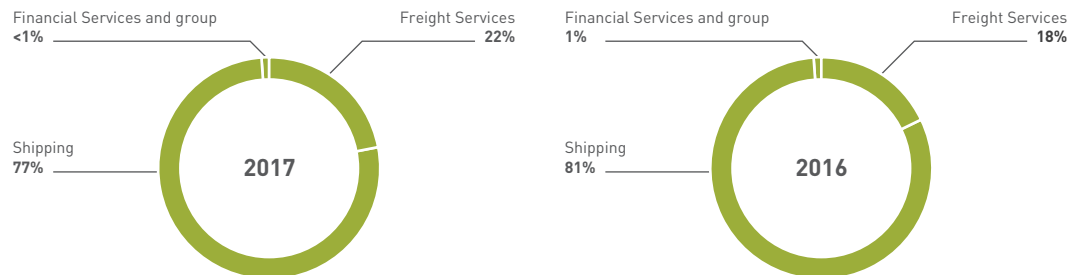 Financial Services and group
<1%
Freight Services
22%
Shipping
77%
2017
Financial Services and group
1%
Freight Services
18%
Shipping
81%
2016